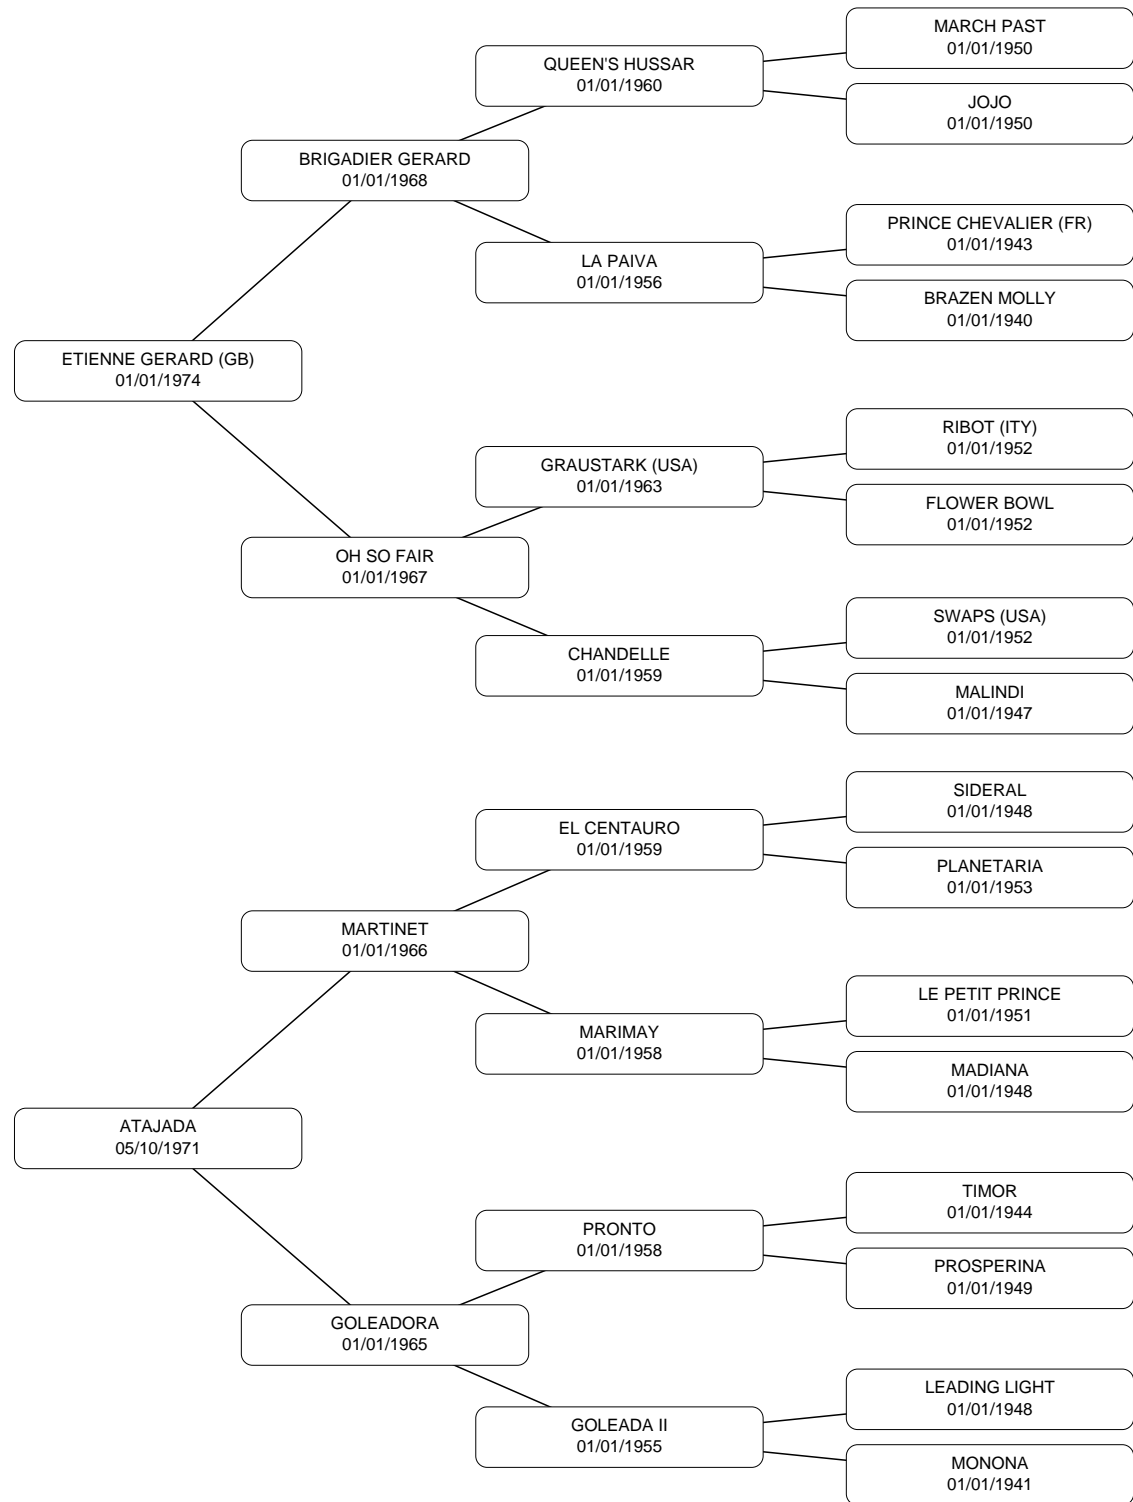 MARCH PAST
01/01/1950
QUEEN'S HUSSAR
01/01/1960
JOJO
01/01/1950
BRIGADIER GERARD
01/01/1968
PRINCE CHEVALIER (FR)
01/01/1943
LA PAIVA
01/01/1956
BRAZEN MOLLY
01/01/1940
ETIENNE GERARD (GB)
01/01/1974
RIBOT (ITY)
01/01/1952
GRAUSTARK (USA)
01/01/1963
FLOWER BOWL
01/01/1952
OH SO FAIR
01/01/1967
SWAPS (USA)
01/01/1952
CHANDELLE
01/01/1959
MALINDI
01/01/1947
SIDERAL
01/01/1948
EL CENTAURO
01/01/1959
PLANETARIA
01/01/1953
MARTINET
01/01/1966
LE PETIT PRINCE
01/01/1951
MARIMAY
01/01/1958
MADIANA
01/01/1948
ATAJADA
05/10/1971
TIMOR
01/01/1944
PRONTO
01/01/1958
PROSPERINA
01/01/1949
GOLEADORA
01/01/1965
LEADING LIGHT
01/01/1948
GOLEADA II
01/01/1955
MONONA
01/01/1941